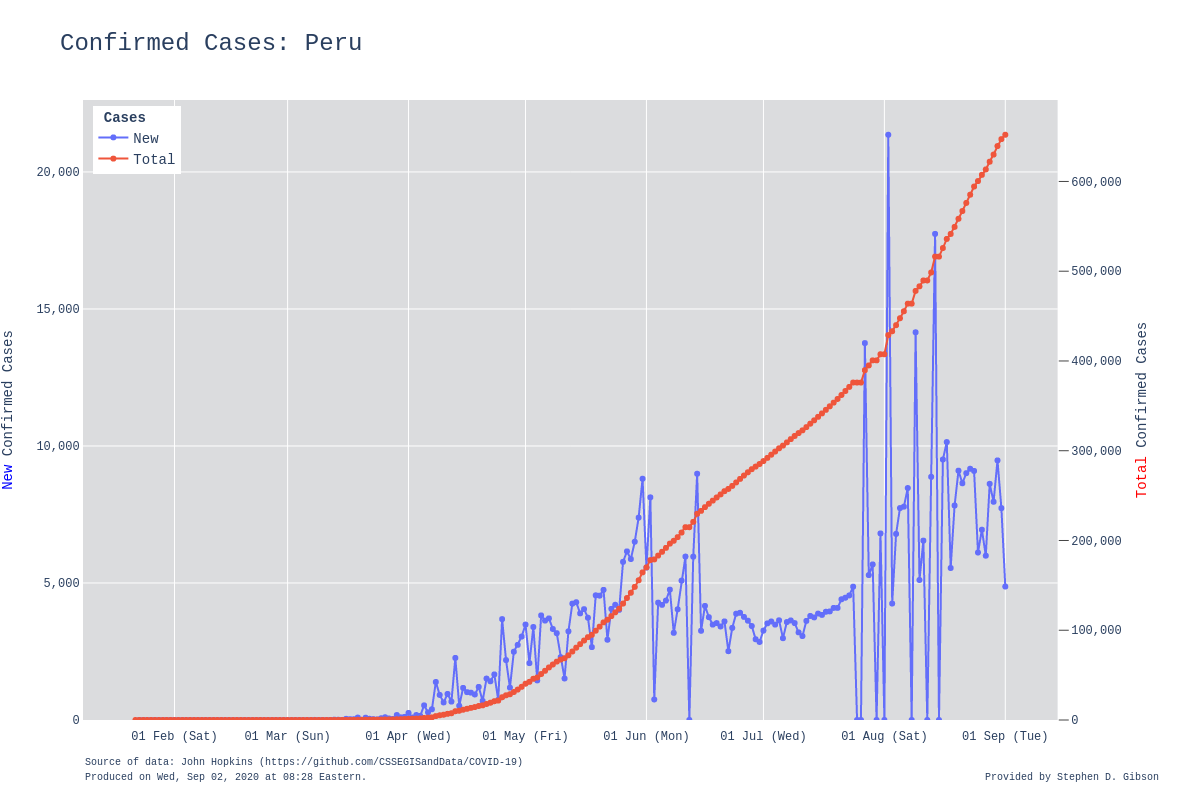 Confirmed Cases: Peru
Cases
New
Total
20,000
15,000
10,000
5,000
0
600,000
500,000
400,000
300,000
200,000
100,000
0
New Confirmed Cases
Total Confirmed Cases
01 Feb (Sat)
01 Mar (Sun)
01 Apr (Wed)
01 May (Fri)
01 Jun (Mon)
01 Jul (Wed)
01 Aug (Sat)
01 Sep (Tue)
Source of data: John Hopkins (https://github.com/CSSEGISandData/COVID-19)
Produced on Wed, Sep 02, 2020 at 08:28 Eastern.
Provided by Stephen D. Gibson